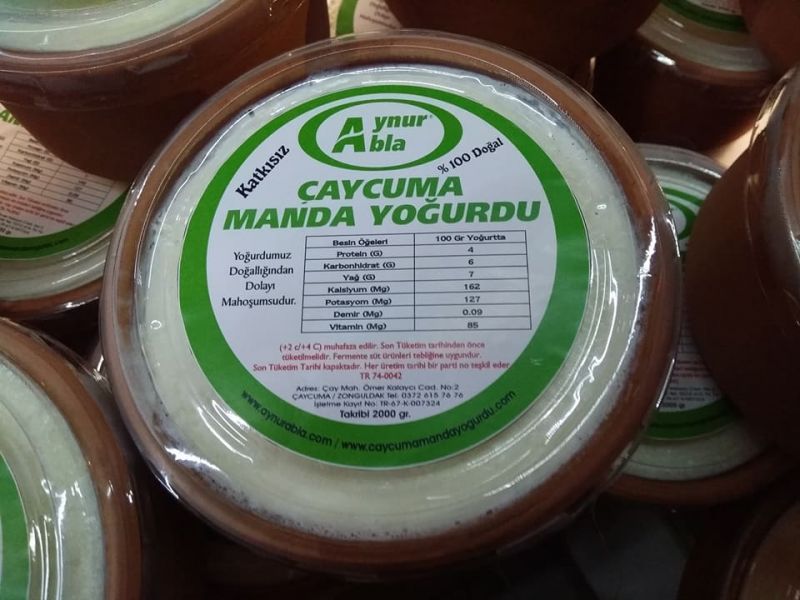 Aynur
Abla
Katkısız
% 100 Doğal
ÇAYCUMA
MANDA YOĞURDU
Yoğurdumuz
Doğallığından
Dolayı
Mahoşumsudur.
Besin Öğeleri 100 Gr Yoğurtta
Protein (G) 4
Karbonhidrat (G) 6
Yağ (G) 7
Kalsiyum (Mg) 162
Potasyom (Mg) 127
Demir (Mg) 0.09
Vitamin (Mg) 85
(+2 c/+4 C) muhafaza edilir. Son Tüketim tarihinden önce
tüketilmelidir. Fermente süt ürünleri tebliğine uygundur.
Son Tüketim Tarihi kapaktadır. Her üretim tarihi bir parti no teşkil eder.
TR 74-0042
Adres: Çay Mah. Ömer Kalaycı Cad. No:2
ÇAYCUMA / ZONGULDAK Tel. 0372 615 76 76
İşletme Kayıt No: TR-67-K-007324
Takribi 2000 gr.
www.aynurabla.com / www.caycumamandayogurdu.com